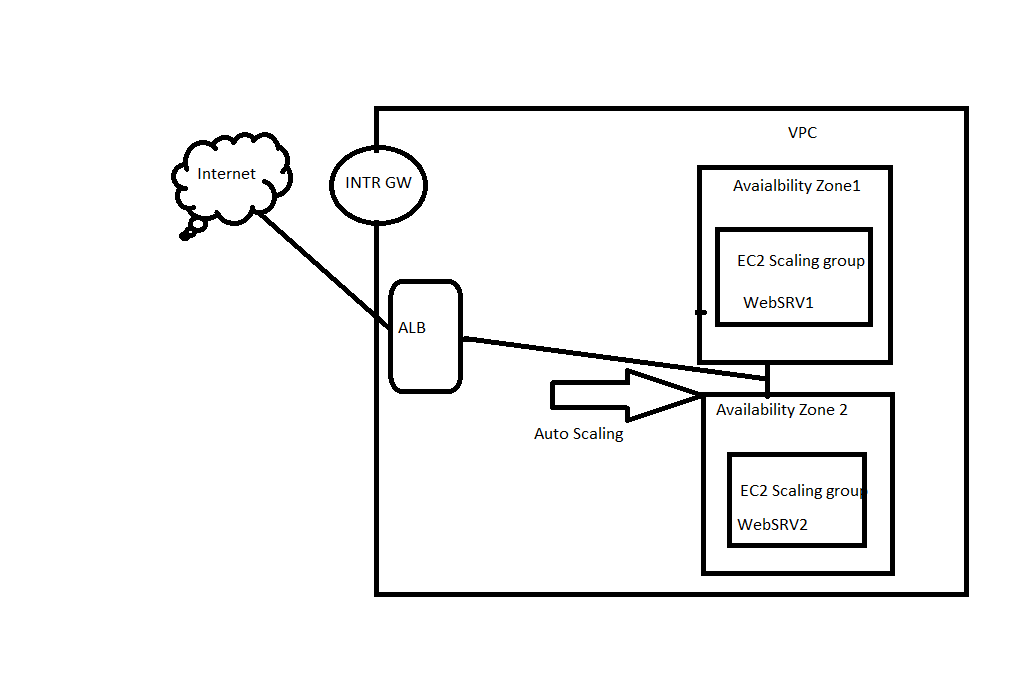 VPC
Internet
INTR GW
Avaialbility Zone1
EC2 Scaling group
WebSRV1
ALB
Auto Scaling
Availability Zone 2
EC2 Scaling group
WebSRV2